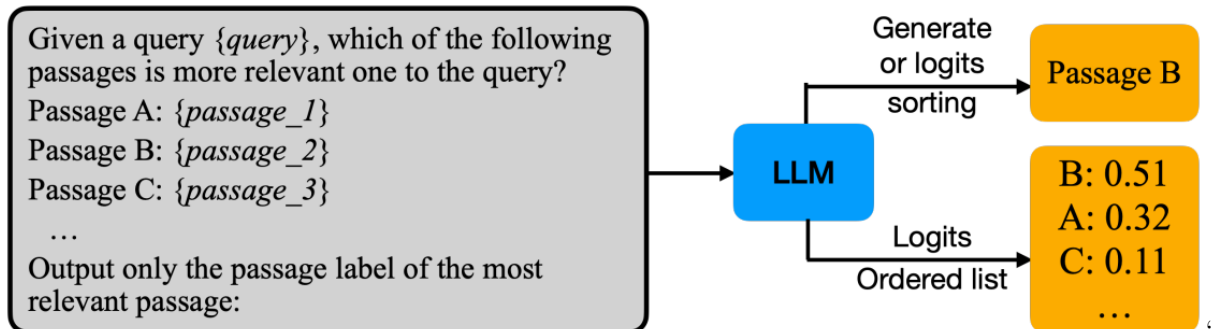 Given a query {query}, which of the following
passages is more relevant one to the query?
Passage A: {passage_1}
Passage B: {passage_2}
Passage C: {passage_3}
…
Output only the passage label of the most
relevant passage:
LLM
Generate
or logits
sorting
Passage B
Logits
Ordered list
B: 0.51
A: 0.32
C: 0.11
…